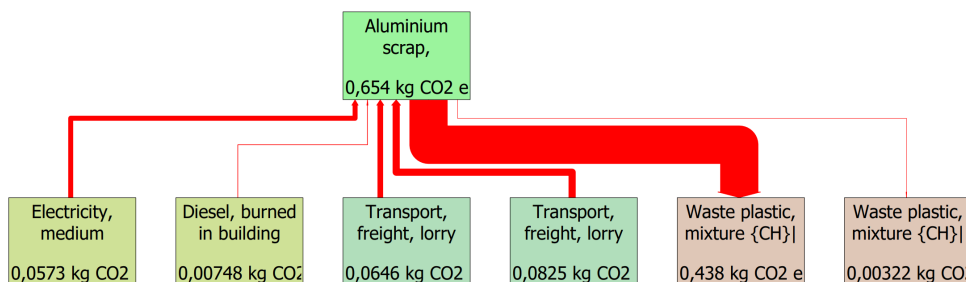 Aluminium
scrap,
0,654 kg CO2 e
Electricity,
medium
0,0573 kg CO2
Diesel, burned
in building
0,00748 kg CO2
Transport,
freight, lorry
0,0646 kg CO2
Transport,
freight, lorry
0,0825 kg CO2
Waste plastic,
mixture {CH}|
0,438 kg CO2 e
Waste plastic,
mixture {CH}|
0,00322 kg CO2